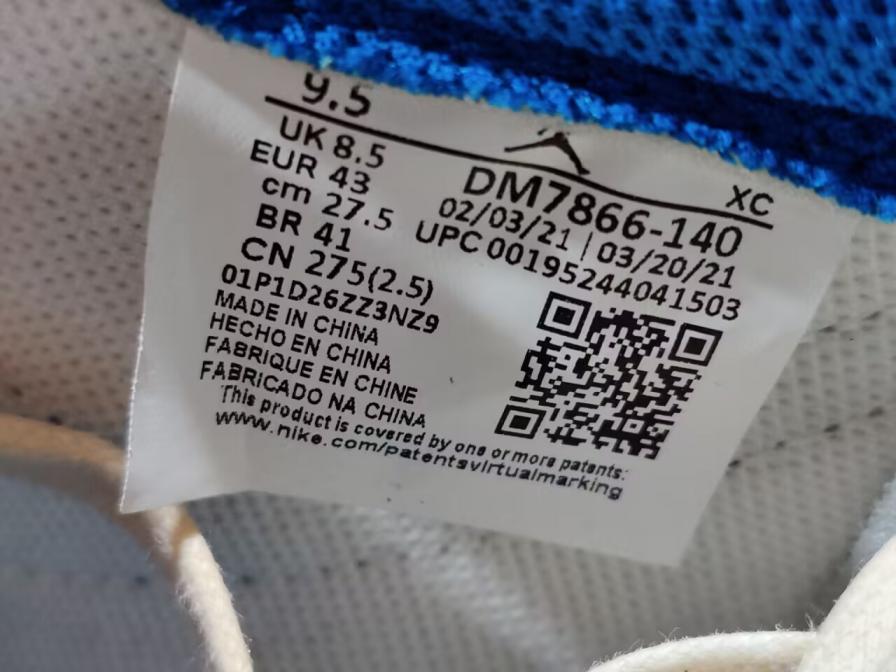 9.5
UK 8.5
EUR 43
cm 27.5
BR 41
CN 275(2.5)
01P1D26ZZ3NZ9
MADE IN CHINA
HECHO EN CHINA
FABRIQUE EN CHINE
FABRICADO NA CHINA
This product is covered by one or more patents:
www.nike.com/patentsvirtualmarking
XC
DM7866-140
02/03/21 | 03/20/21
UPC 00195244041503